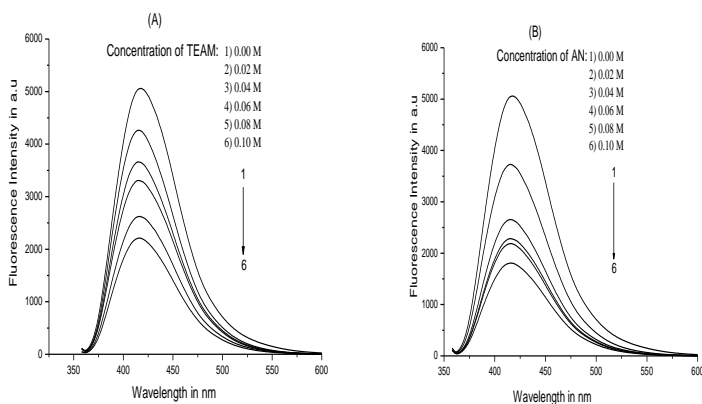 (A)
Concentration of TEAM: 1) 0.00 M
2) 0.02 M
3) 0.04 M
4) 0.06 M
5) 0.08 M
6) 0.10 M
1
6
6000
5000
4000
3000
2000
1000
0
350
400
450
500
550
600
Fluorescence Intensity in a.u
Wavelength in nm
(B)
Concentration of AN: 1) 0.00 M
2) 0.02 M
3) 0.04 M
4) 0.06 M
5) 0.08 M
6) 0.10 M
1
6
6000
5000
4000
3000
2000
1000
0
350
400
450
500
550
600
Fluorescence Intensity in a.u
Wavelength in nm